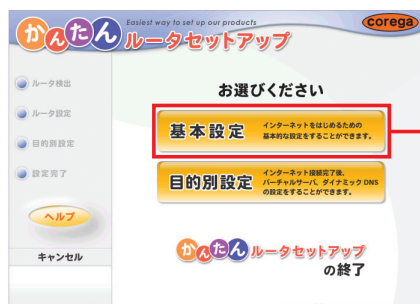 かんたん
Easiest way to set up our products
ルータセットアップ
corega
ルータ検出
ルータ設定
目的別設定
設定完了
ヘルプ
キャンセル
お選びください
基本設定
インターネットをはじめるための
基本的な設定をすることができます。
目的別設定
インターネット接続完了後、
バーチャルサーバ、ダイナミック DNS
の設定をすることができます。
かんたん ルータセットアップ
の終了